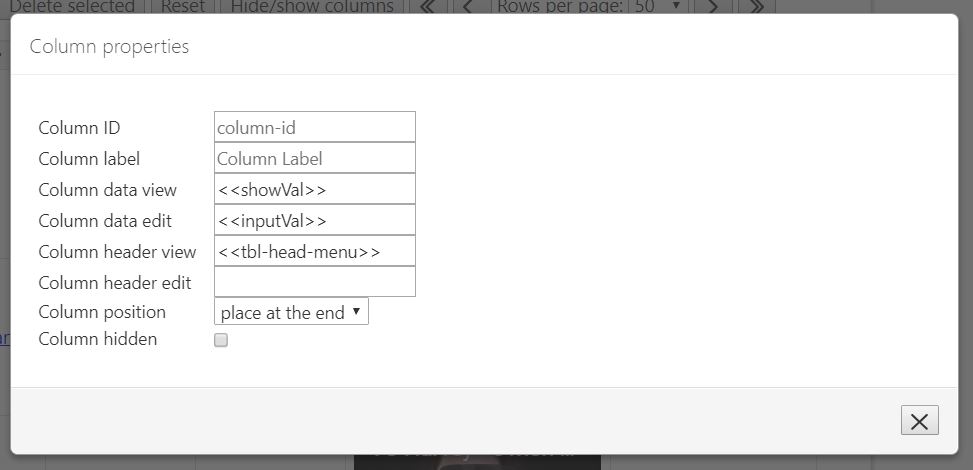 Delete selected Reset Hide/show columns Rows per page: 50
Column properties
Column ID column-id
Column label Column Label
Column data view <<showVal>>
Column data edit <<inputVal>>
Column header view <<tbl-head-menu>>
Column header edit
Column position place at the end
Column hidden